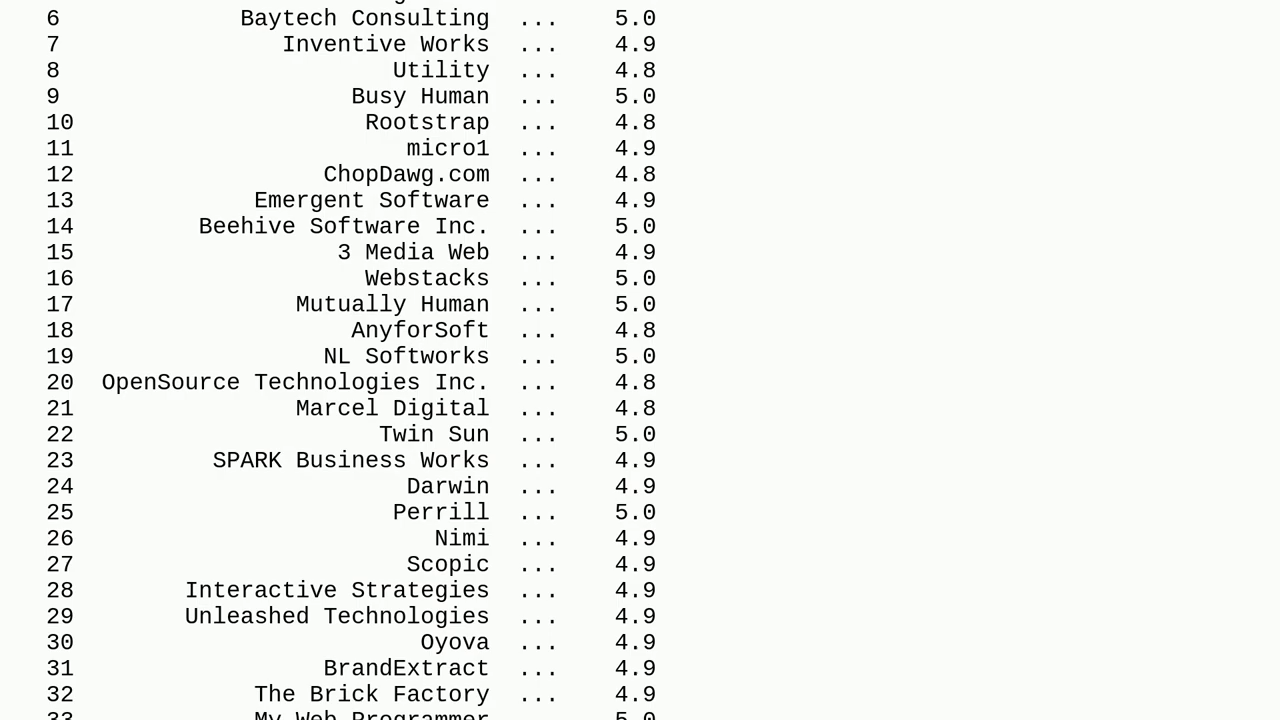 6 Baytech Consulting ... 5.0
7 Inventive Works ... 4.9
8 Utility ... 4.8
9 Busy Human ... 5.0
10 Rootstrap ... 4.8
11 micro1 ... 4.9
12 ChopDawg.com ... 4.8
13 Emergent Software ... 4.9
14 Beehive Software Inc. ... 5.0
15 3 Media Web ... 4.9
16 Webstacks ... 5.0
17 Mutually Human ... 5.0
18 AnyforSoft ... 4.8
19 NL Softworks ... 5.0
20 OpenSource Technologies Inc. ... 4.8
21 Marcel Digital ... 4.8
22 Twin Sun ... 5.0
23 SPARK Business Works ... 4.9
24 Darwin ... 4.9
25 Perrill ... 5.0
26 Nimi ... 4.9
27 Scopic ... 4.9
28 Interactive Strategies ... 4.9
29 Unleashed Technologies ... 4.9
30 Oyova ... 4.9
31 BrandExtract ... 4.9
32 The Brick Factory ... 4.9
33 My Web Programmer 5.0